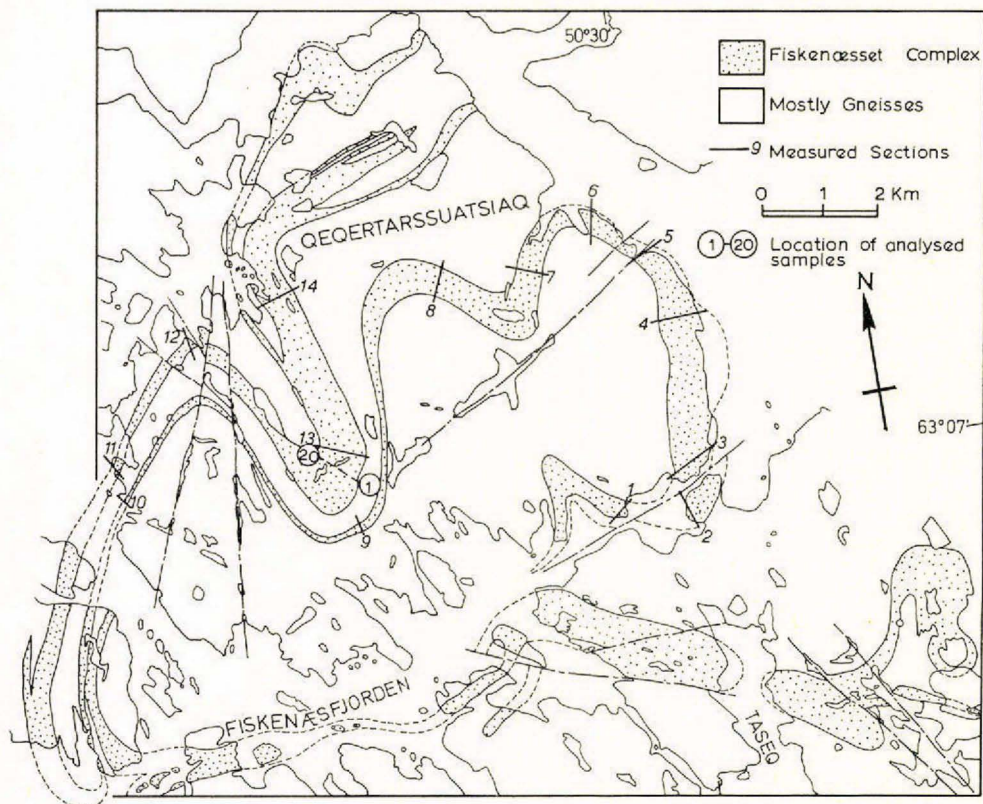 50°30'
Fiskenæsset Complex
Mostly Gneisses
9 Measured Sections
0 1 2 Km
1 - 20 Location of analysed
samples
N
63°07'
QEQERTARSSUATSIAQ
6
5
7
8
4
14
12
13
20
1
3
11
10
9
1
2
FISKENÆSFJORDEN
TASEQ